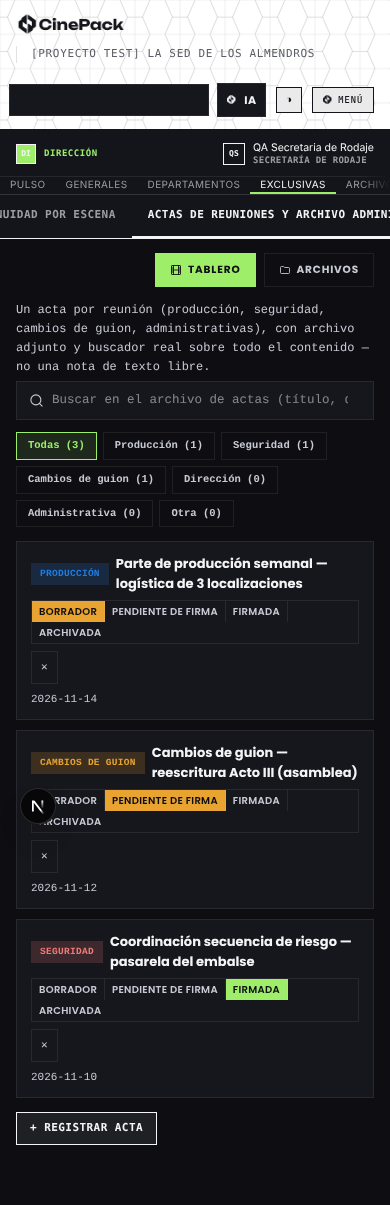 CinePack
[PROYECTO TEST] LA SED DE LOS ALMENDROS
IA
MENÚ
DI DIRECCIÓN
QS QA Secretaria de Rodaje
SECRETARÍA DE RODAJE
PULSO GENERALES DEPARTAMENTOS EXCLUSIVAS ARCHIV
NUIDAD POR ESCENA ACTAS DE REUNIONES Y ARCHIVO ADMINI
TABLERO ARCHIVOS
Un acta por reunión (producción, seguridad,
cambios de guion, administrativas), con archivo
adjunto y buscador real sobre todo el contenido —
no una nota de texto libre.
Buscar en el archivo de actas (título, c
Todas (3) Producción (1) Seguridad (1)
Cambios de guion (1) Dirección (0)
Administrativa (0) Otra (0)
PRODUCCIÓN Parte de producción semanal —
logística de 3 localizaciones
BORRADOR PENDIENTE DE FIRMA FIRMADA
ARCHIVADA
×
2026-11-14
CAMBIOS DE GUION Cambios de guion —
reescritura Acto III (asamblea)
N RRADOR PENDIENTE DE FIRMA FIRMADA
ARCHIVADA
×
2026-11-12
SEGURIDAD Coordinación secuencia de riesgo —
pasarela del embalse
BORRADOR PENDIENTE DE FIRMA FIRMADA
ARCHIVADA
×
2026-11-10
+ REGISTRAR ACTA